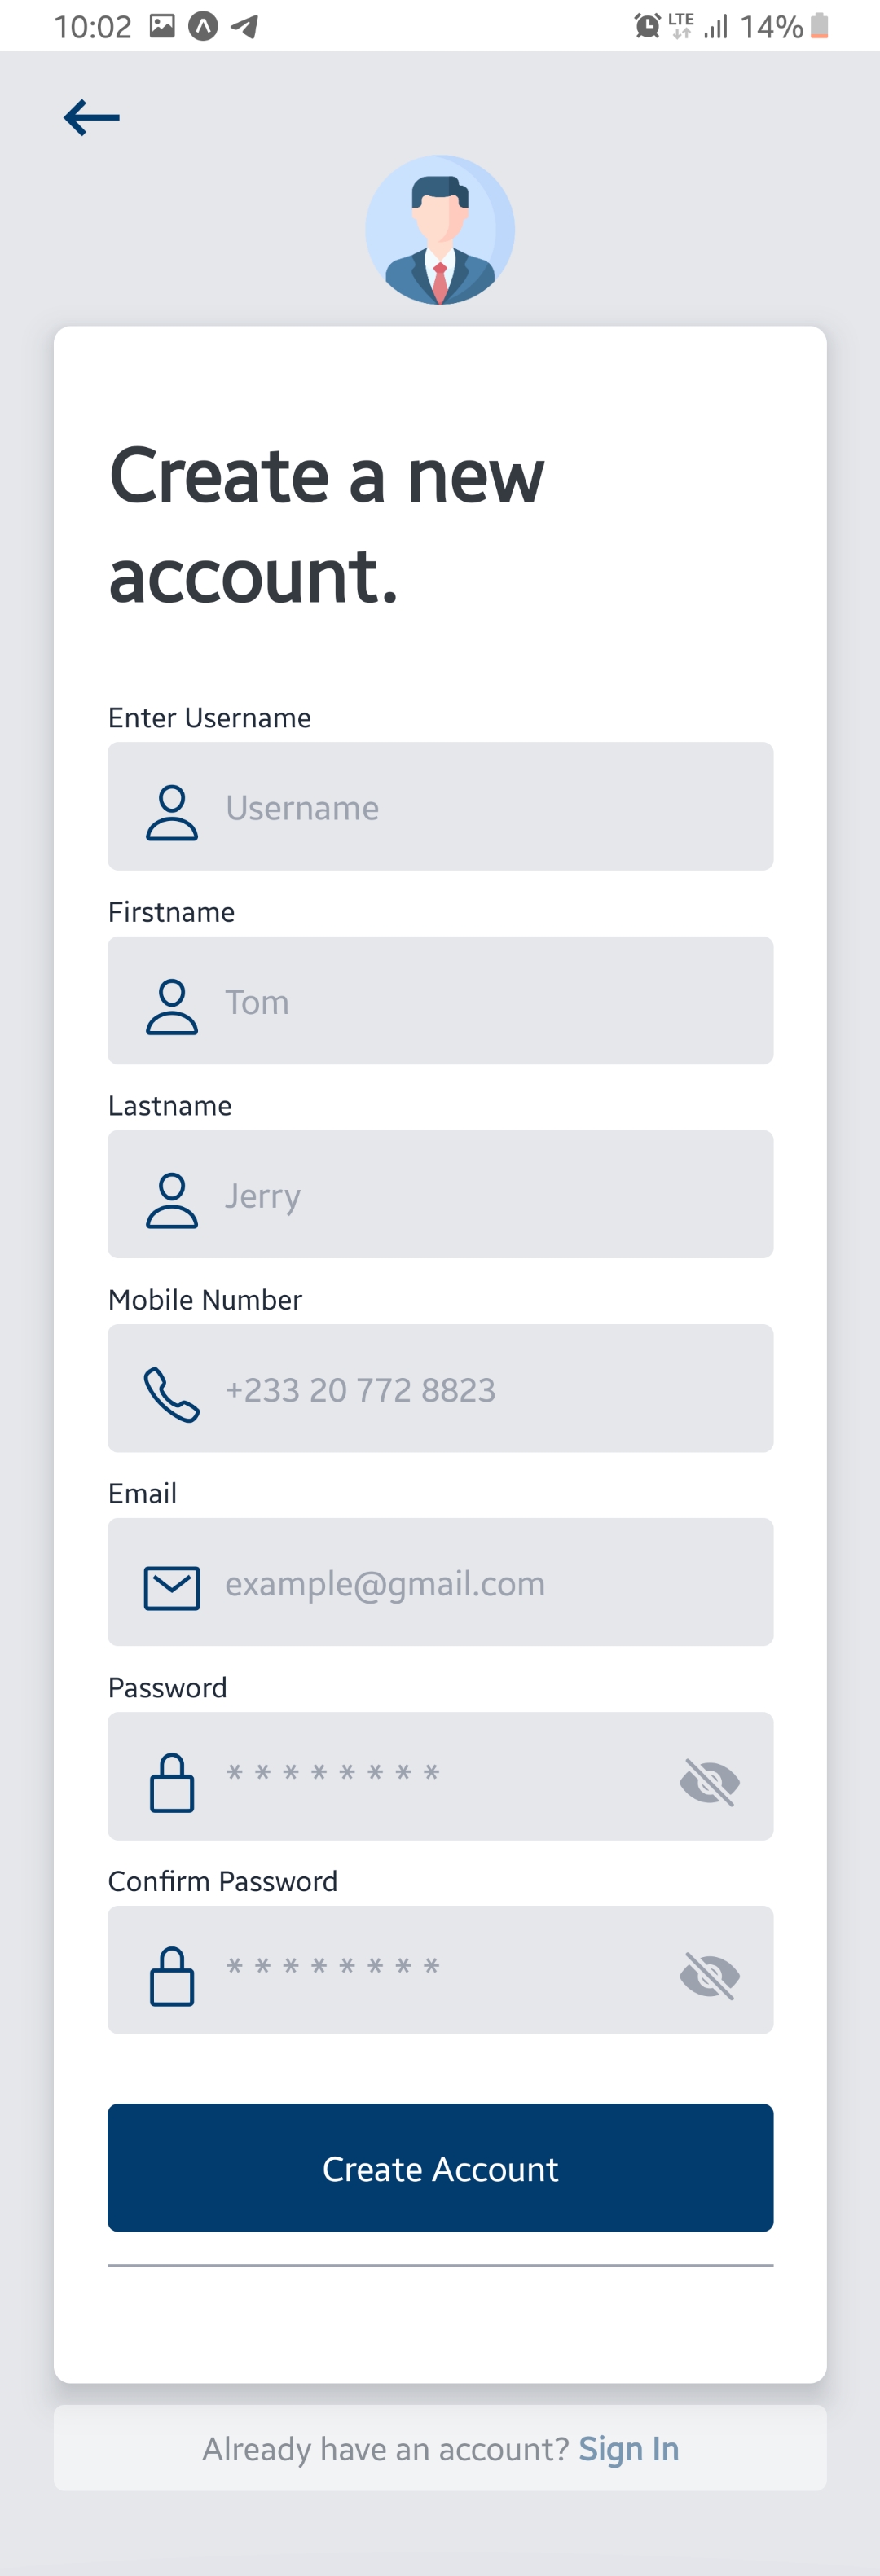 10:02 LTE 14%
Create a new
account.
Enter Username
Username
Firstname
Tom
Lastname
Jerry
Mobile Number
+233 20 772 8823
Email
example@gmail.com
Password
* * * * * * * *
Confirm Password
* * * * * * * *
Create Account
Already have an account? Sign In